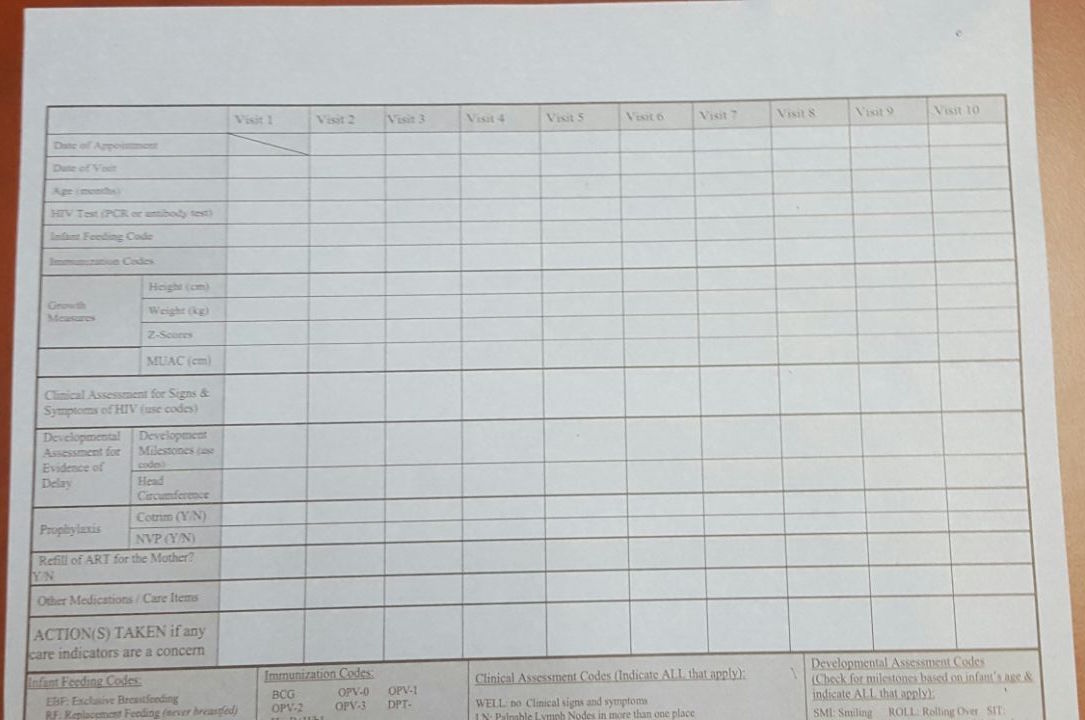 Visit 1 Visit 2 Visit 3 Visit 4 Visit 5 Visit 6 Visit 7 Visit 8 Visit 9 Visit 10
Date of Appointment
Date of Visit
Age (months)
HIV Test (PCR or antibody test)
Infant Feeding Code
Immunization Codes
Growth
Measures
Height (cm)
Weight (kg)
Z-Scores
MUAC (cm)
Clinical Assessment for Signs &
Symptoms of HIV (use codes)
Developmental
Assessment for
Evidence of
Delay
Development
Milestones (use
codes)
Head
Circumference
Prophylaxis
Cotrim (Y/N)
NVP (Y/N)
Refill of ART for the Mother?
Y/N
Other Medications / Care Items
ACTION(S) TAKEN if any
care indicators are a concern
Infant Feeding Codes:
EBF: Exclusive Breastfeeding
RF: Replacement Feeding (never breastfed)
Immunization Codes:
BCG OPV-0 OPV-1
OPV-2 OPV-3 DPT-
Clinical Assessment Codes (Indicate ALL that apply):
WELL: no Clinical signs and symptoms
LN: Palpable Lymph Nodes in more than one place
Developmental Assessment Codes
(Check for milestones based on infant's age &
indicate ALL that apply):
SMI: Smiling ROLL: Rolling Over SIT: